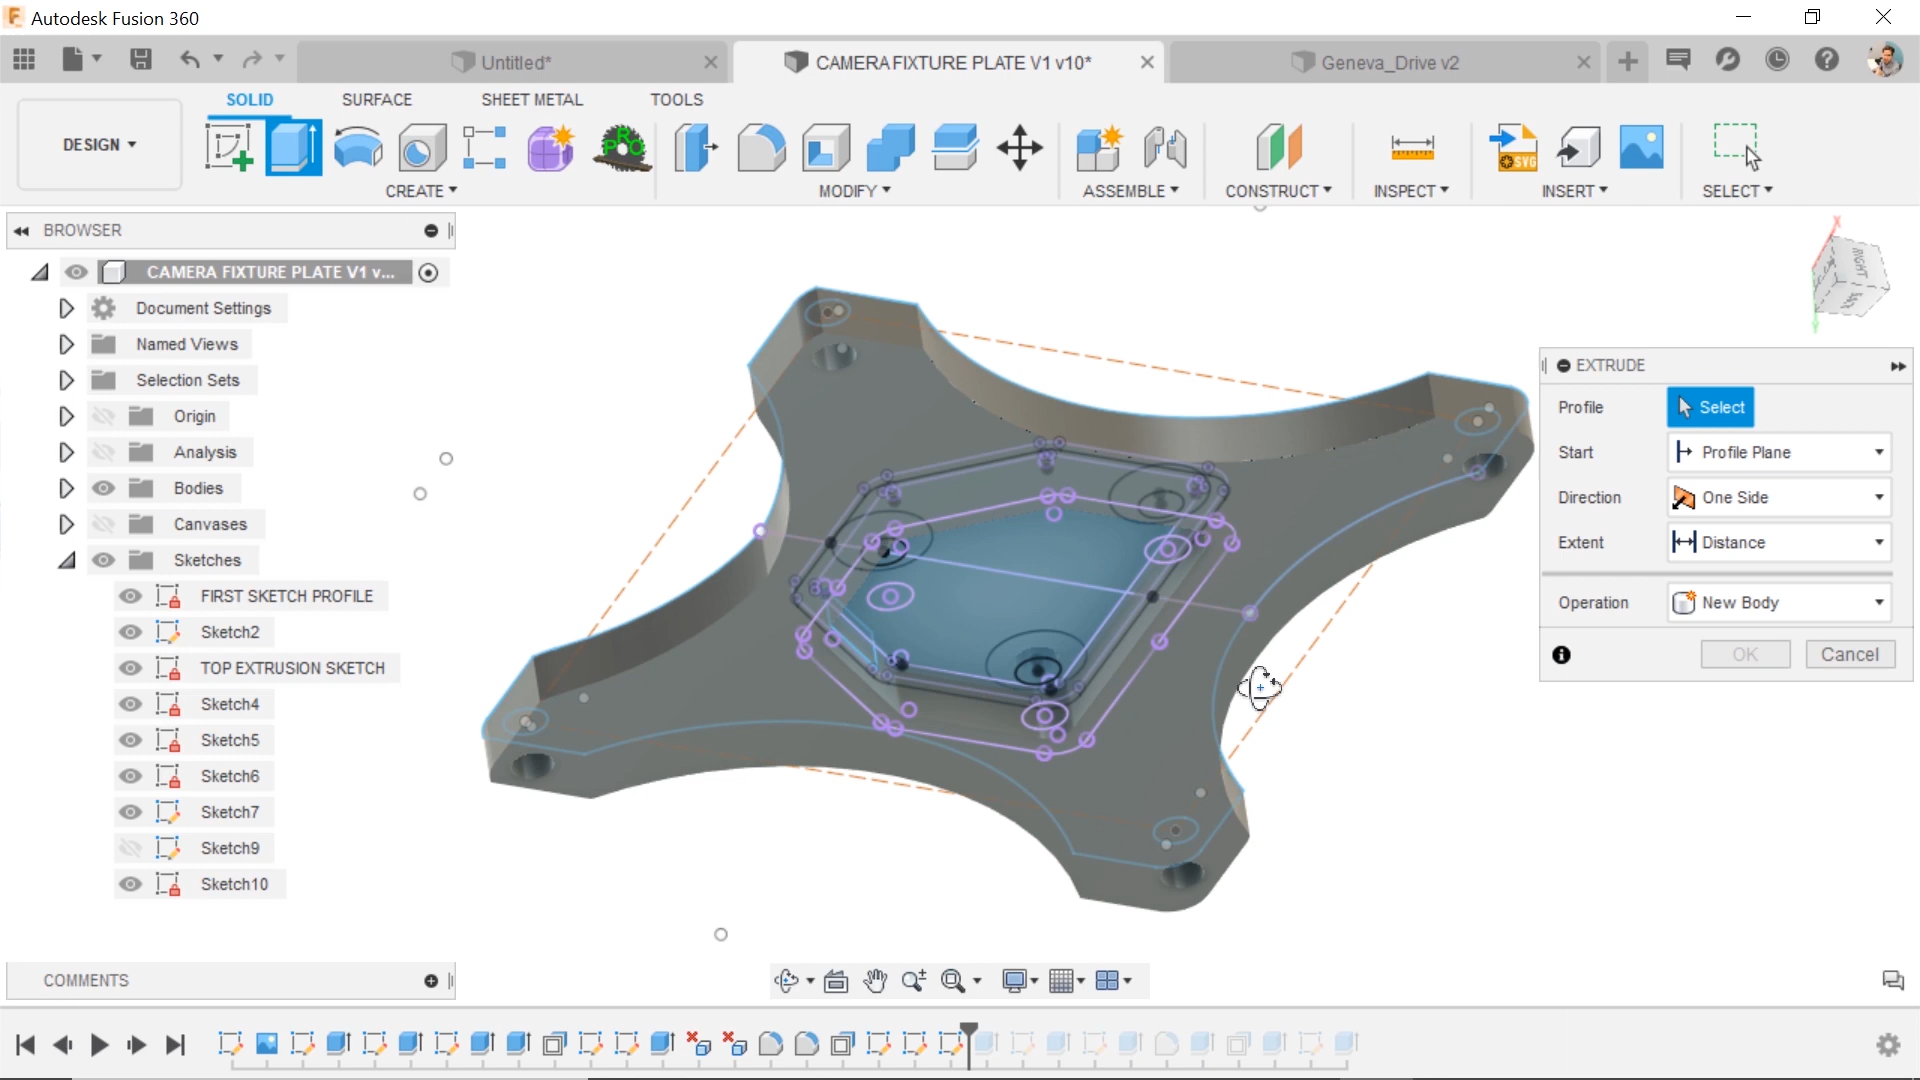 Autodesk Fusion 360
Untitled*
CAMERA FIXTURE PLATE V1 v10*
Geneva_Drive v2
DESIGN
SOLID
SURFACE
SHEET METAL
TOOLS
CREATE
MODIFY
ASSEMBLE
CONSTRUCT
INSPECT
INSERT
SELECT
SVG
BROWSER
CAMERA FIXTURE PLATE V1 v...
Document Settings
Named Views
Selection Sets
Origin
Analysis
Bodies
Canvases
Sketches
FIRST SKETCH PROFILE
Sketch2
TOP EXTRUSION SKETCH
Sketch4
Sketch5
Sketch6
Sketch7
Sketch9
Sketch10
RIGHT
EXTRUDE
Profile
Select
Start
Profile Plane
Direction
One Side
Extent
Distance
Operation
New Body
OK
Cancel
COMMENTS